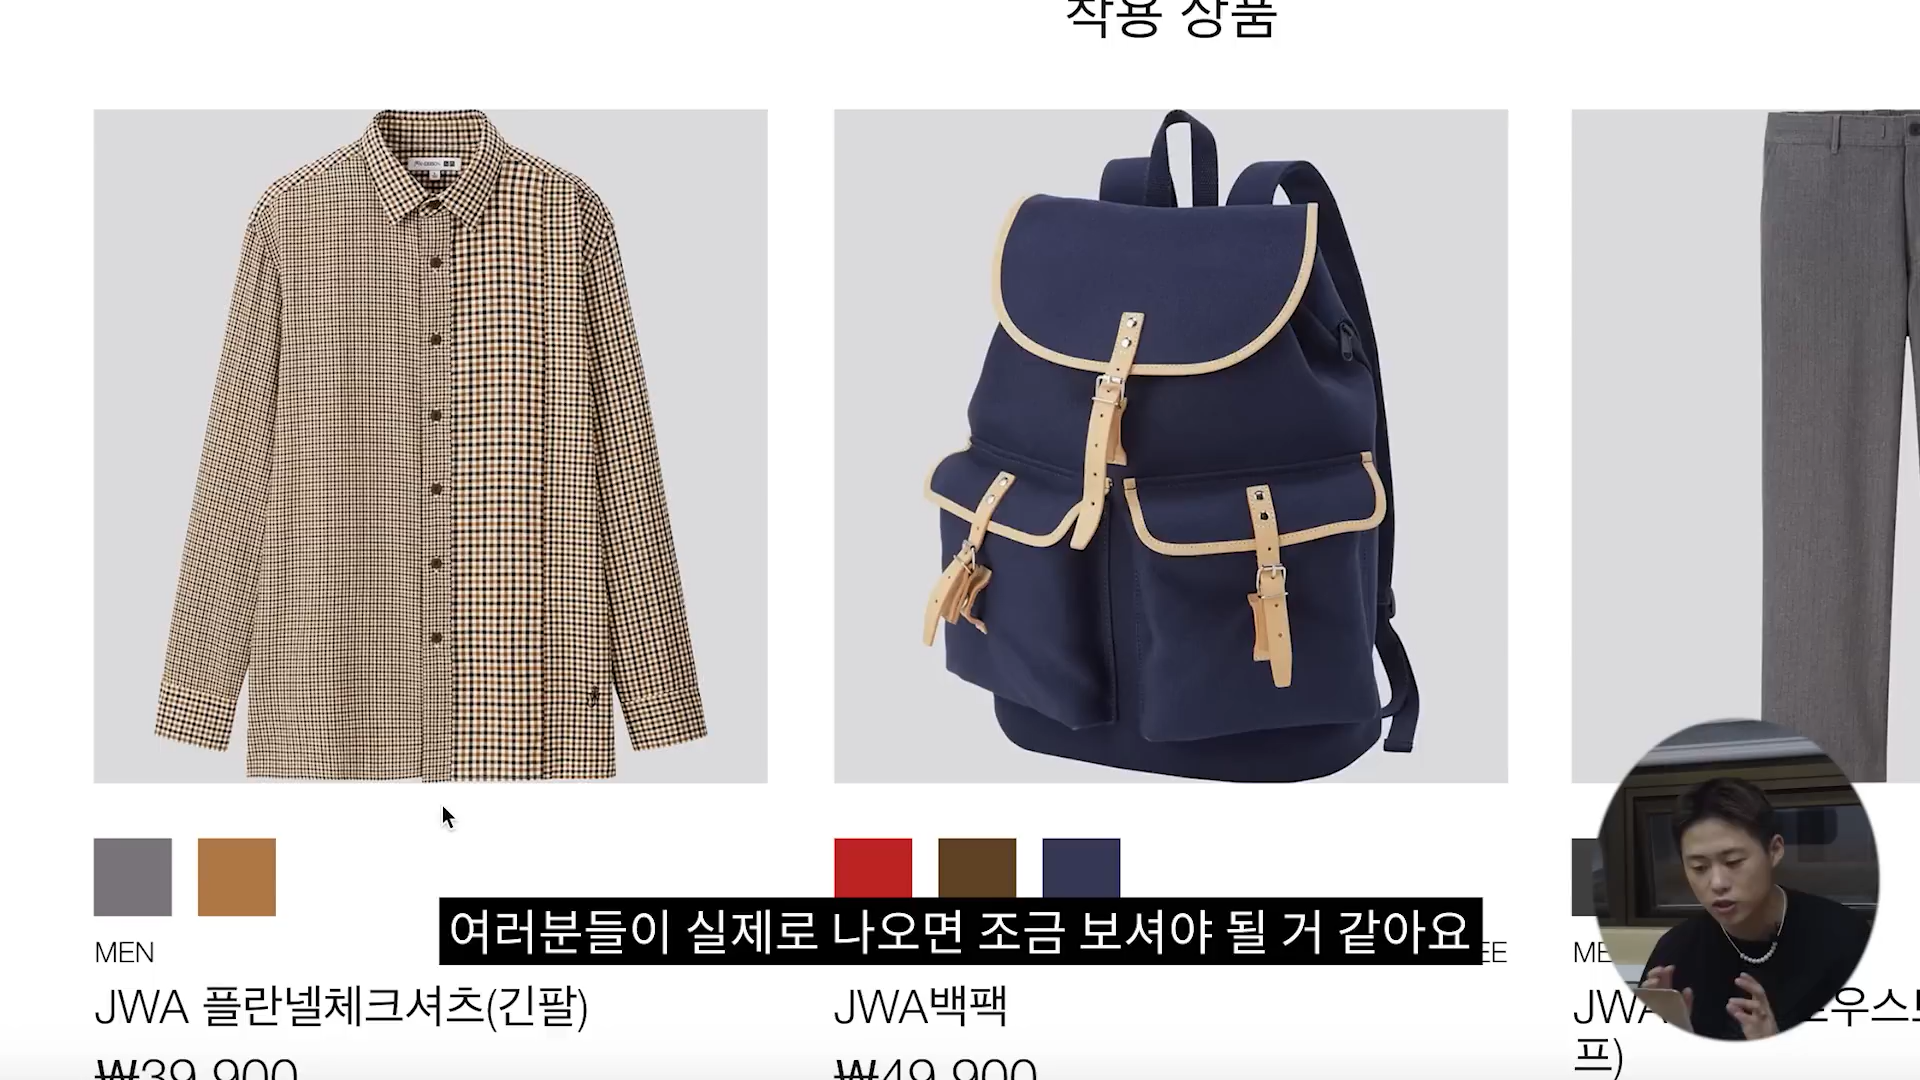 착용 상품
MEN
JWA 플란넬체크셔츠(긴팔)
₩39,900
EE
JWA백팩
₩49,900
여러분들이 실제로 나오면 조금 보셔야 될 거 같아요
프)